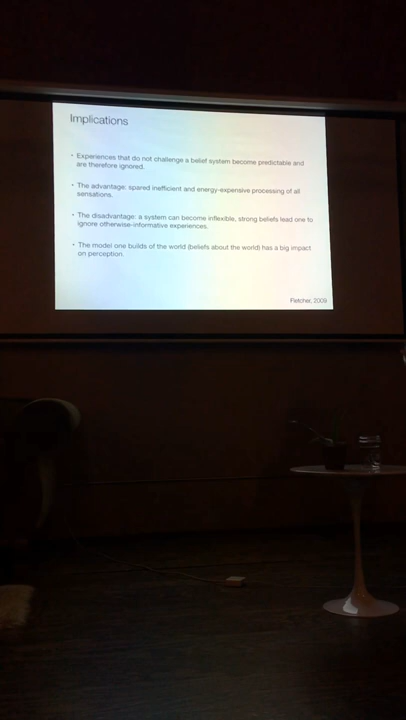 Implications
• Experiences that do not challenge a belief system become predictable and
are therefore ignored.
• The advantage: spared inefficient and energy-expensive processing of all
sensations.
• The disadvantage: a system can become inflexible, strong beliefs lead one to
ignore otherwise-informative experiences.
• The model one builds of the world (beliefs about the world) has a big impact
on perception.
Fletcher, 2009